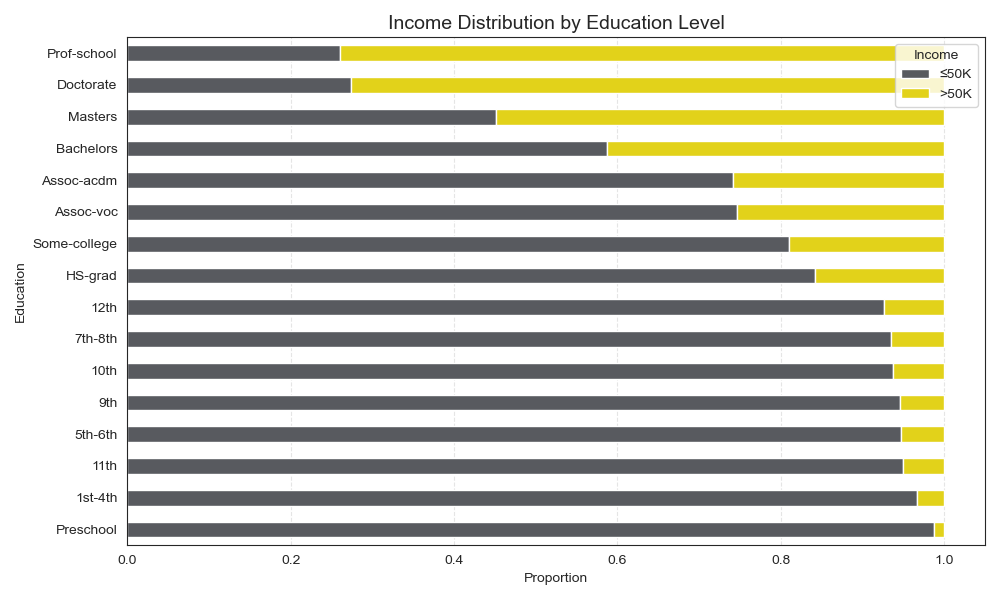 Income Distribution by Education Level
Income
≤50K
>50K
Education
Prof-school
Doctorate
Masters
Bachelors
Assoc-acdm
Assoc-voc
Some-college
HS-grad
12th
7th-8th
10th
9th
5th-6th
11th
1st-4th
Preschool
0.0 0.2 0.4 0.6 0.8 1.0
Proportion